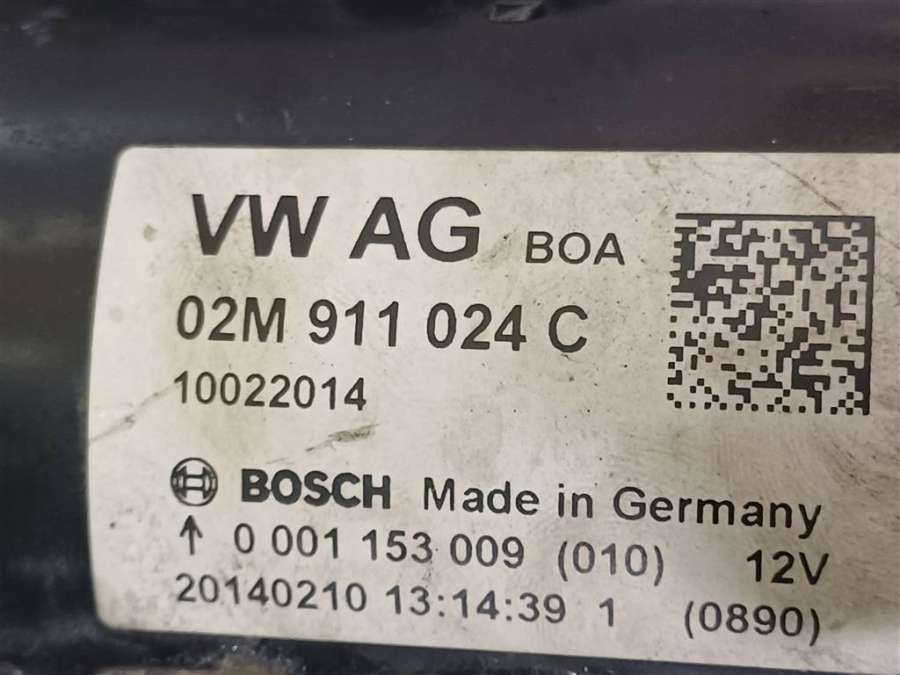 VW AG BOA
02M 911 024 C
10022014
BOSCH Made in Germany
↑ 0 001 153 009 (010) 12V
20140210 13:14:39 1 (0890)